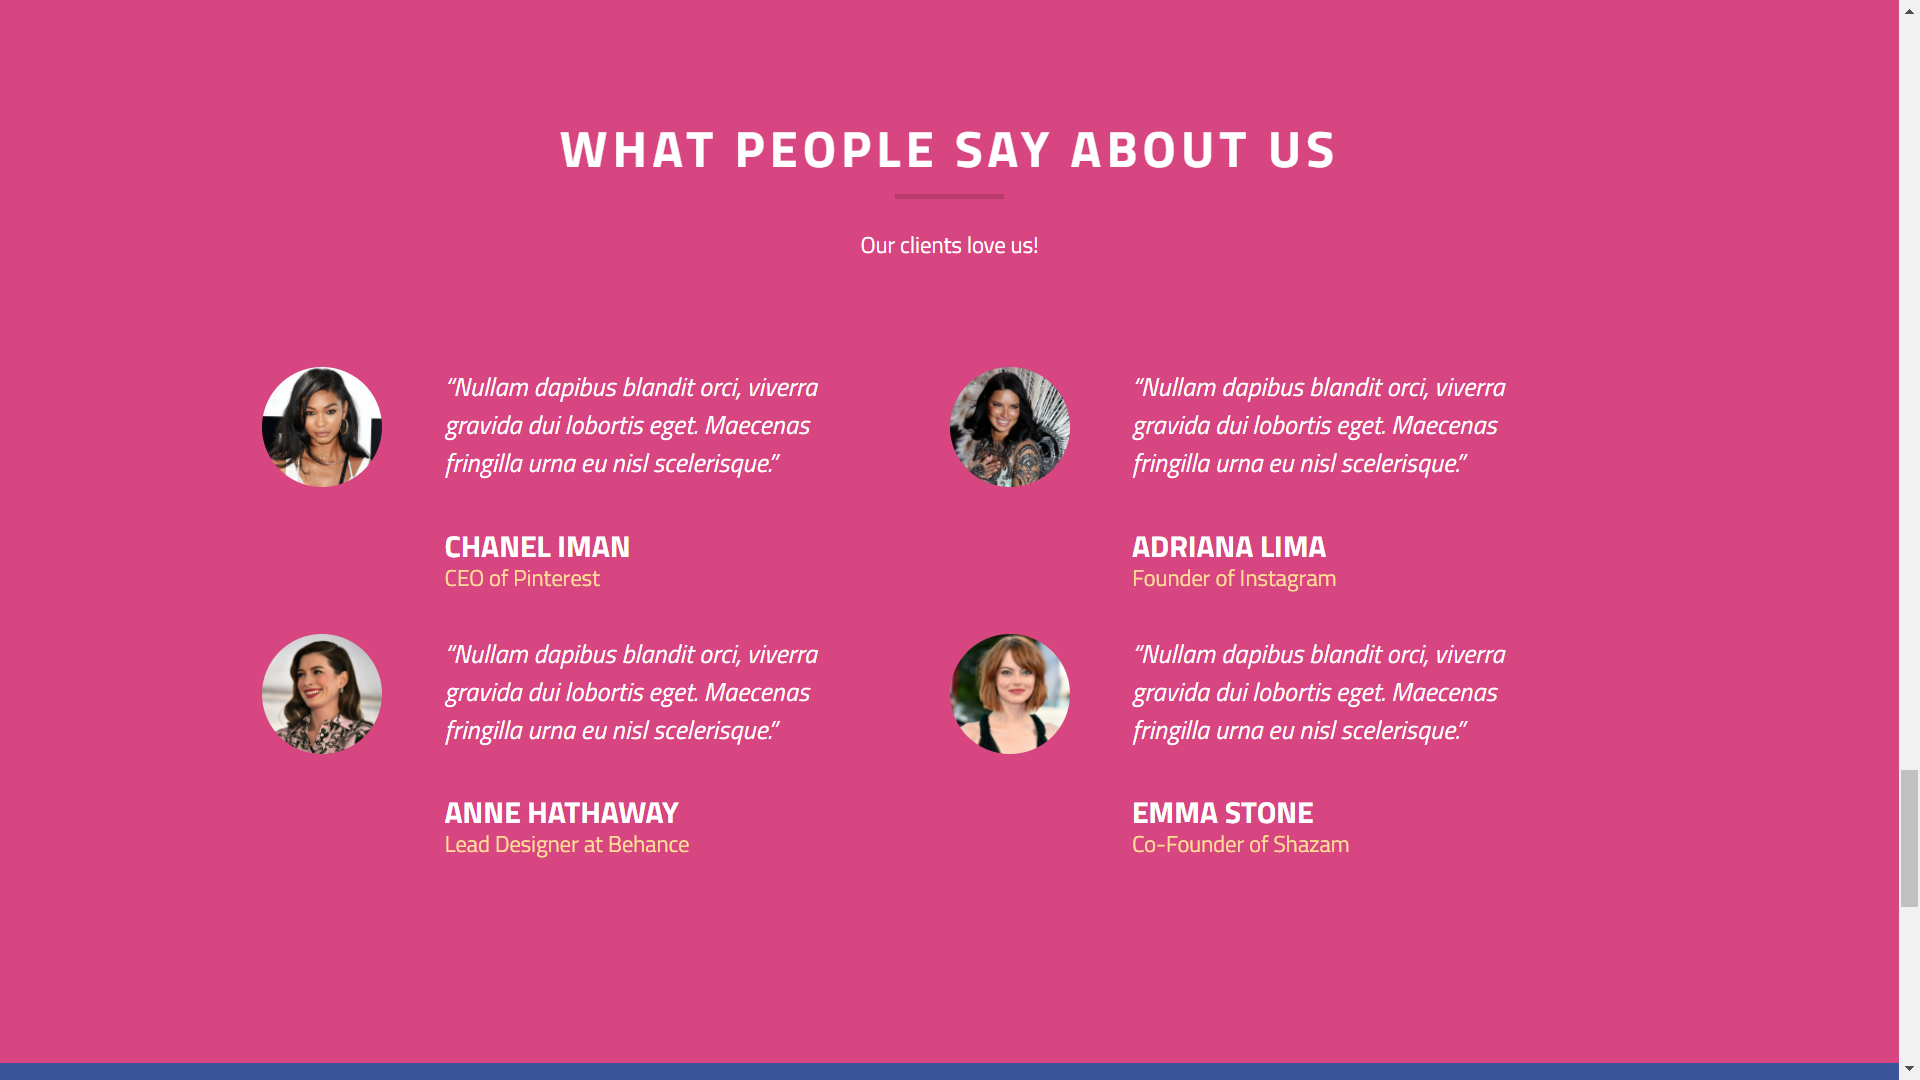 WHAT PEOPLE SAY ABOUT US
Our clients love us!
“Nullam dapibus blandit orci, viverra
gravida dui lobortis eget. Maecenas
fringilla urna eu nisl scelerisque.”
CHANEL IMAN
CEO of Pinterest
“Nullam dapibus blandit orci, viverra
gravida dui lobortis eget. Maecenas
fringilla urna eu nisl scelerisque.”
ADRIANA LIMA
Founder of Instagram
“Nullam dapibus blandit orci, viverra
gravida dui lobortis eget. Maecenas
fringilla urna eu nisl scelerisque.”
ANNE HATHAWAY
Lead Designer at Behance
“Nullam dapibus blandit orci, viverra
gravida dui lobortis eget. Maecenas
fringilla urna eu nisl scelerisque.”
EMMA STONE
Co-Founder of Shazam